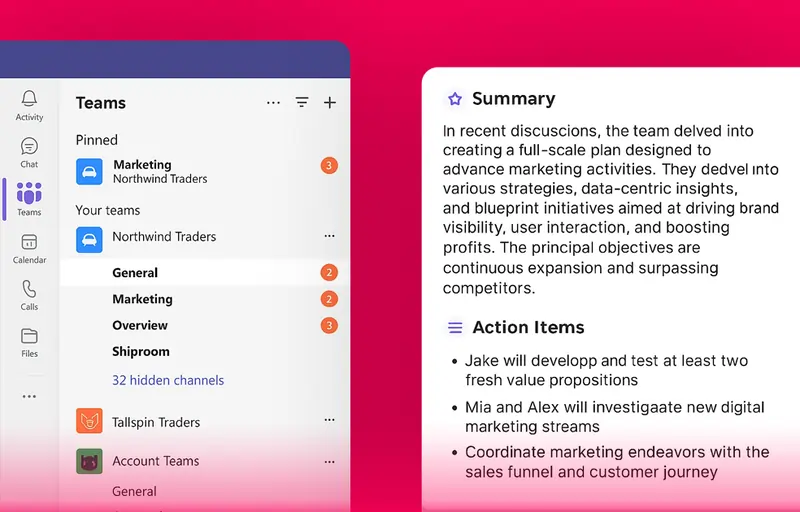 Activity
Chat
Teams
Calendar
Calls
Files
Teams
Pinned
Marketing
Northwind Traders
3
Your teams
Northwind Traders
General
2
Marketing
2
Overview
3
Shiproom
32 hidden channels
Tallspin Traders
Account Teams
General
Summary
In recent discuscions, the team delved into
creating a full-scale plan designed to
advance marketing activities. They dedvel into
various strategies, data-centric insights,
and blueprint initiatives aimed at driving brand
visibility, user interaction, and boosting
profits. The principal objectives are
continuous expansion and surpassing
competitors.
Action Items
• Jake will developp and test at least two
fresh value propositions
• Mia and Alex will investigaate new digital
marketing streams
• Coordinate marketing endeavors with the
sales funnel and customer journey